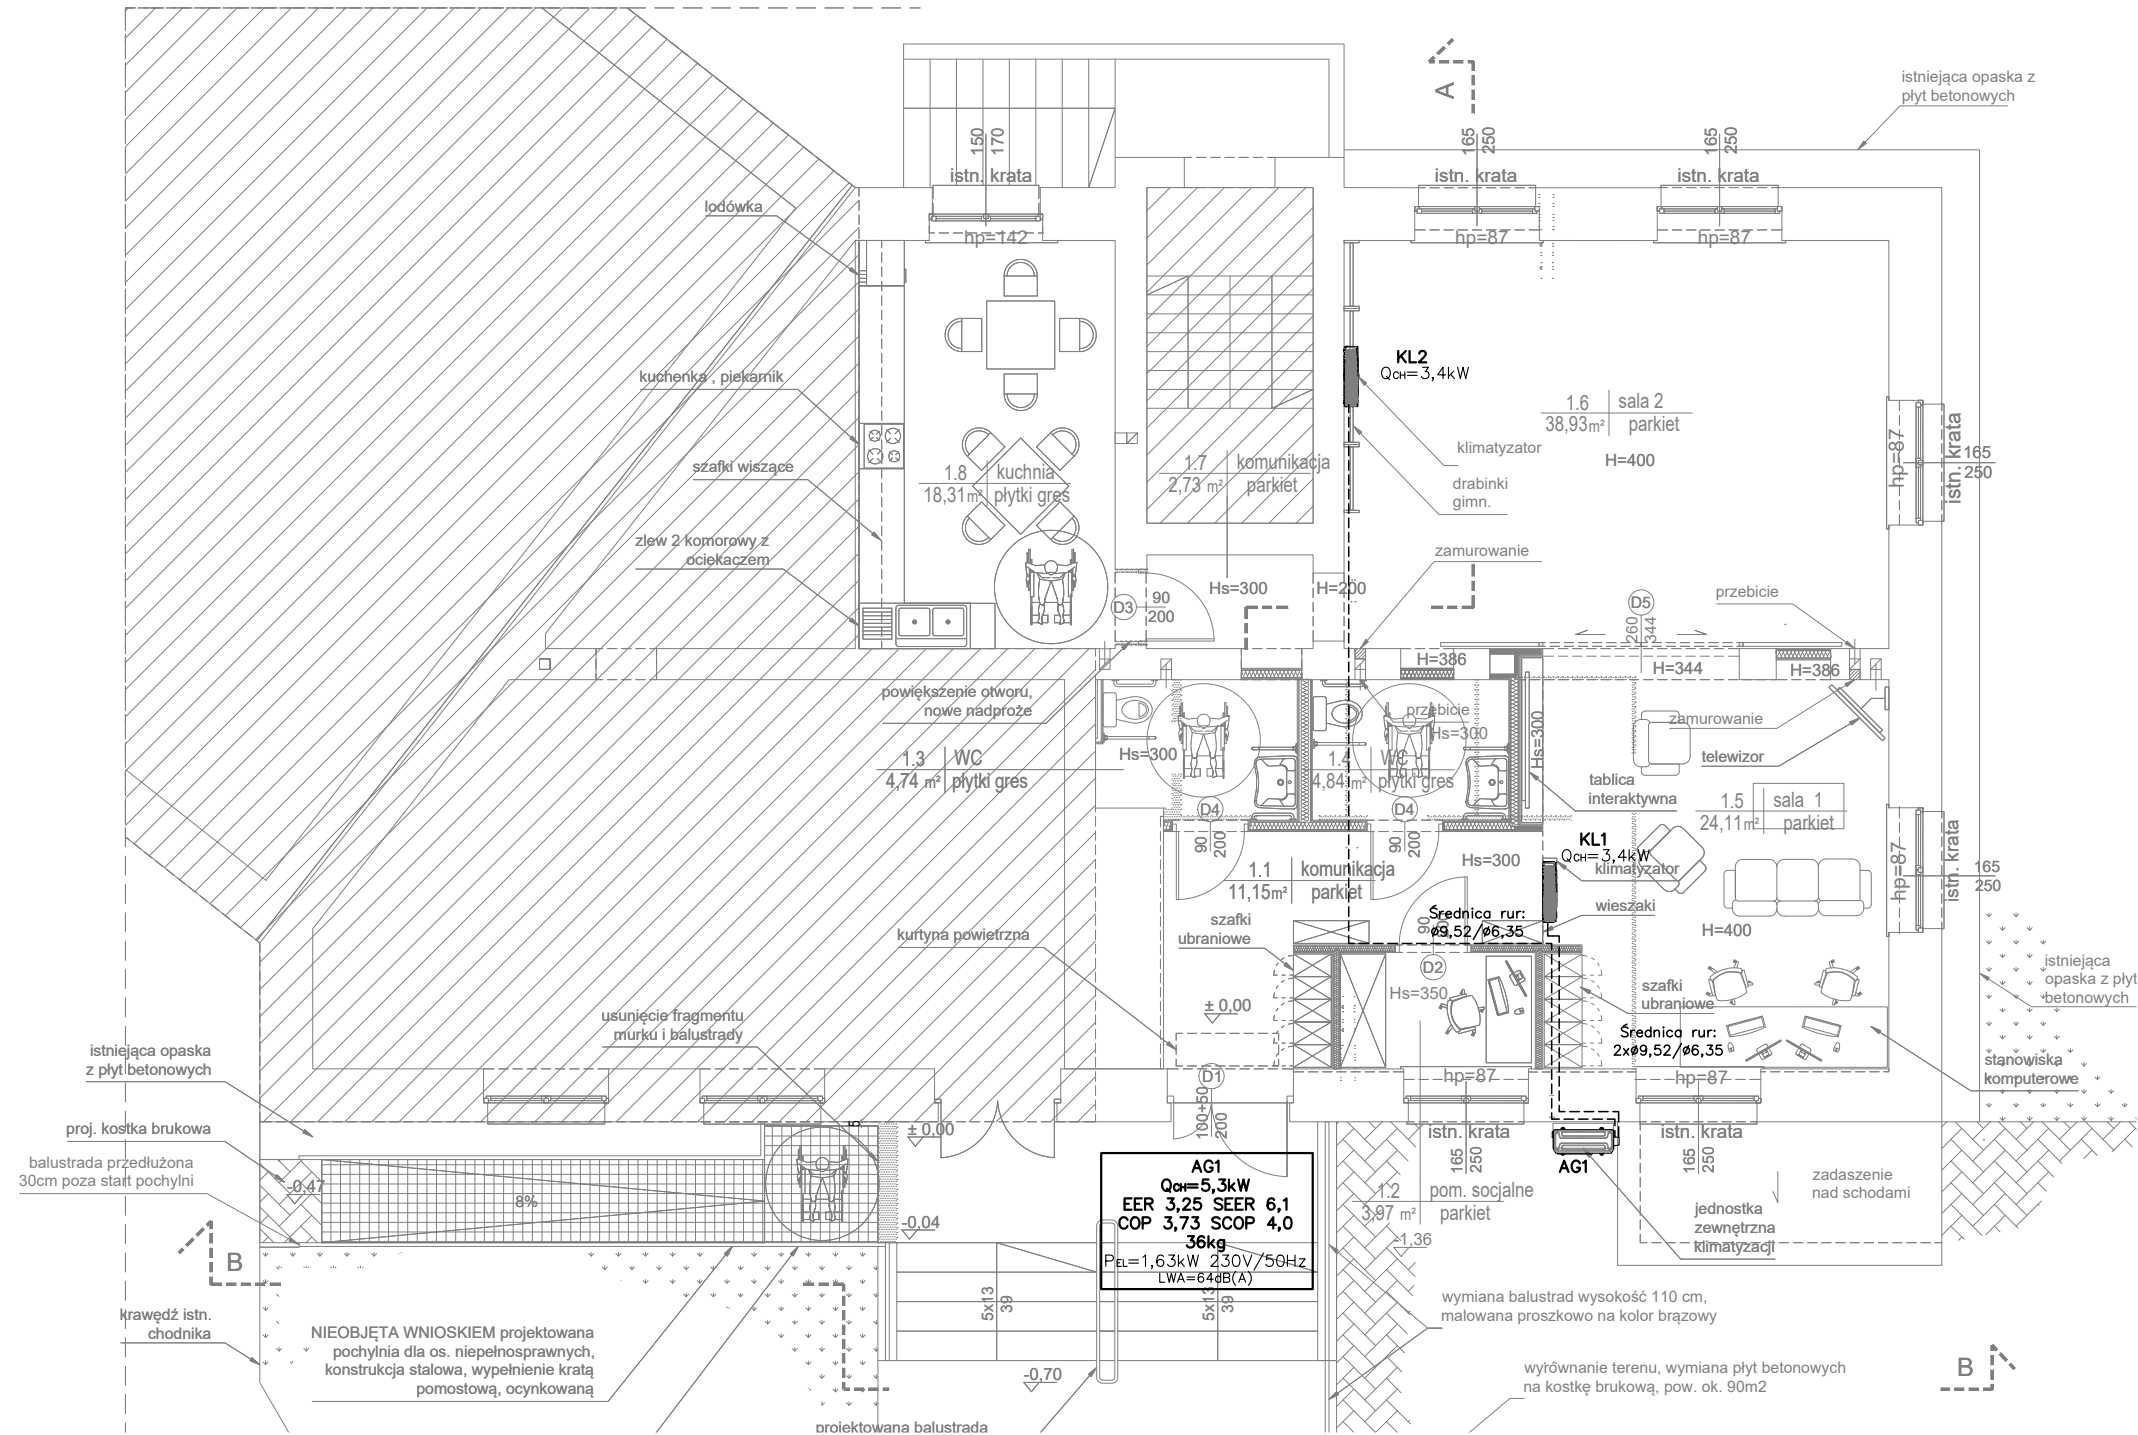 istniejąca opaska z
płyt betonowych
A
150
170
istn. krata
hp=142
165
250
istn. krata
hp=87
165
250
istn. krata
hp=87
lodówka
kuchenka , piekarnik
szafki wiszące
zlew 2 komorowy z
ociekaczem
1.8 kuchnia
18,31m² płytki gres
1.7 komunikacja
2,73 m² parkiet
KL2
QCH=3,4kW
klimatyzator
drabinki
gimn.
1.6 sala 2
38,93m² parkiet
H=400
hp=87
istn. krata
165
250
zamurowanie
Hs=300
H=200
D3
90
200
D5
260
344
przebicie
H=386
H=344
H=386
powiększenie otworu,
nowe nadproże
przebicie
Hs=300
Hs=300
Hs=300
zamurowanie
telewizor
1.3 WC
4,74 m² płytki gres
1.4 WC
4,84 m² płytki gres
tablica
interaktywna
1.5 sala 1
24,11m² parkiet
D4
90
200
D4
90
200
KL1
QCH=3,4kW
klimatyzator
Hs=300
1.1 komunikacja
11,15m² parkiet
hp=87
istn. krata
165
250
wieszaki
Średnica rur:
ø9,52/ø6,35
90
szafki
ubraniowe
kurtyna powietrzna
H=400
D2
Hs=350
istniejąca
opaska z płyt
betonowych
szafki
ubraniowe
± 0,00
Średnica rur:
2xø9,52/ø6,35
usunięcie fragmentu
murku i balustrady
istniejąca opaska
z płyt betonowych
stanowiska
komputerowe
D1
100+50
200
hp=87
hp=87
proj. kostka brukowa
± 0,00
istn. krata
165
250
istn. krata
165
250
AG1
balustrada przedłużona
30cm poza start pochylni
-0,47
8%
-0,04
AG1
QCH=5,3kW
EER 3,25 SEER 6,1
COP 3,73 SCOP 4,0
36kg
PEL=1,63kW 230V/50Hz
LWA=64dB(A)
1.2 pom. socjalne
3,97 m² parkiet
-1,36
zadaszenie
nad schodami
jednostka
zewnętrzna
klimatyzacji
B
5x13
39
5x13
39
krawędź istn.
chodnika
NIEOBJĘTA WNIOSKIEM projektowana
pochylnia dla os. niepełnosprawnych,
konstrukcja stalowa, wypełnienie kratą
pomostową, ocynkowaną
wymiana balustrad wysokość 110 cm,
malowana proszkowo na kolor brązowy
-0,70
wyrównanie terenu, wymiana płyt betonowych
na kostkę brukową, pow. ok. 90m2
B
projektowana balustrada